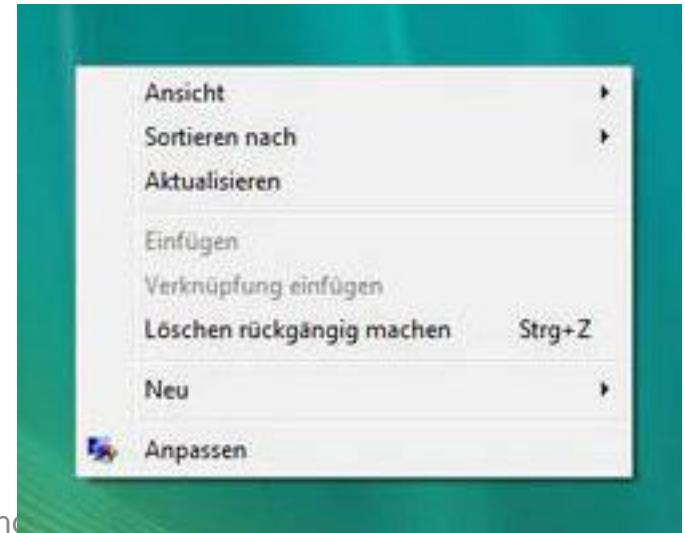 Ansicht
Sortieren nach
Aktualisieren
Einfügen
Verknüpfung einfügen
Löschen rückgängig machen Strg+Z
Neu
Anpassen